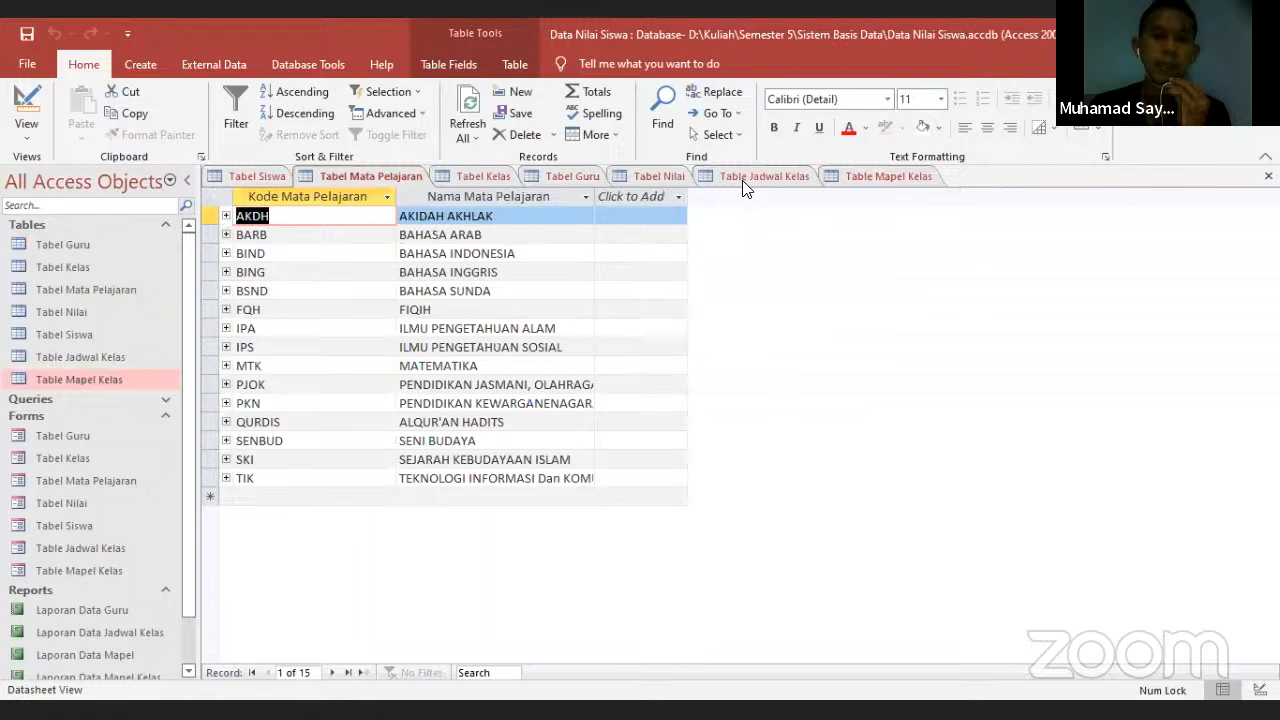 Table Tools
Data Nilai Siswa : Database- D:\Kuliah\Semester 5\Sistem Basis Data\Data Nilai Siswa.accdb (Access 200
Muhamad Say...
File Home Create External Data Database Tools Help Table Fields Table Tell me what you want to do
View
Views
Paste
Cut
Copy
Format Painter
Clipboard
Filter
Ascending
Descending
Remove Sort
Selection
Advanced
Toggle Filter
Sort & Filter
Refresh
All
New
Save
Delete
Totals
Spelling
More
Records
Find
Replace
Go To
Select
Find
Calibri (Detail) 11
B I U A
Text Formatting
All Access Objects
Search...
Tables
Tabel Guru
Tabel Kelas
Tabel Mata Pelajaran
Tabel Nilai
Tabel Siswa
Table Jadwal Kelas
Table Mapel Kelas
Queries
Forms
Tabel Guru
Tabel Kelas
Tabel Mata Pelajaran
Tabel Nilai
Tabel Siswa
Table Jadwal Kelas
Table Mapel Kelas
Reports
Laporan Data Guru
Laporan Data Jadwal Kelas
Laporan Data Mapel
Laporan Data Mapel Kelas
Tabel Siswa Tabel Mata Pelajaran Tabel Kelas Tabel Guru Tabel Nilai Table Jadwal Kelas Table Mapel Kelas
Kode Mata Pelajaran Nama Mata Pelajaran Click to Add
AKDH AKIDAH AKHLAK
BARB BAHASA ARAB
BIND BAHASA INDONESIA
BING BAHASA INGGRIS
BSND BAHASA SUNDA
FQH FIQIH
IPA ILMU PENGETAHUAN ALAM
IPS ILMU PENGETAHUAN SOSIAL
MTK MATEMATIKA
PJOK PENDIDIKAN JASMANI, OLAHRAGA
PKN PENDIDIKAN KEWARGANENAGAR
QURDIS ALQUR'AN HADITS
SENBUD SENI BUDAYA
SKI SEJARAH KEBUDAYAAN ISLAM
TIK TEKNOLOGI INFORMASI Dan KOMU
Record: 1 of 15 No Filter Search
zoom
Datasheet View
Num Lock